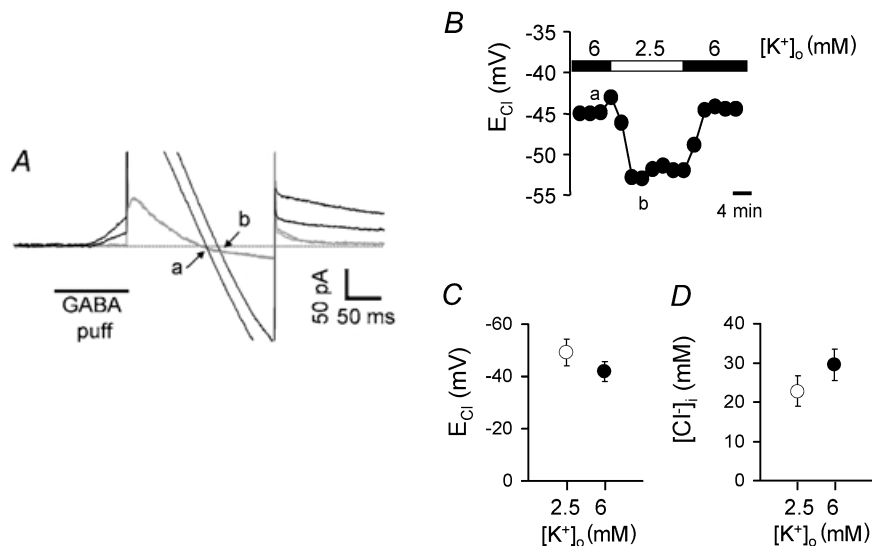 A
b
a
GABA
puff
50 pA
50 ms
B
6 2.5 6 [K+]o (mM)
ECl (mV)
-35
-40
-45
-50
-55
a
b
4 min
C
ECl (mV)
-60
-40
-20
0
2.5 6
[K+]o (mM)
D
[Cl-]i (mM)
40
30
20
10
0
2.5 6
[K+]o (mM)